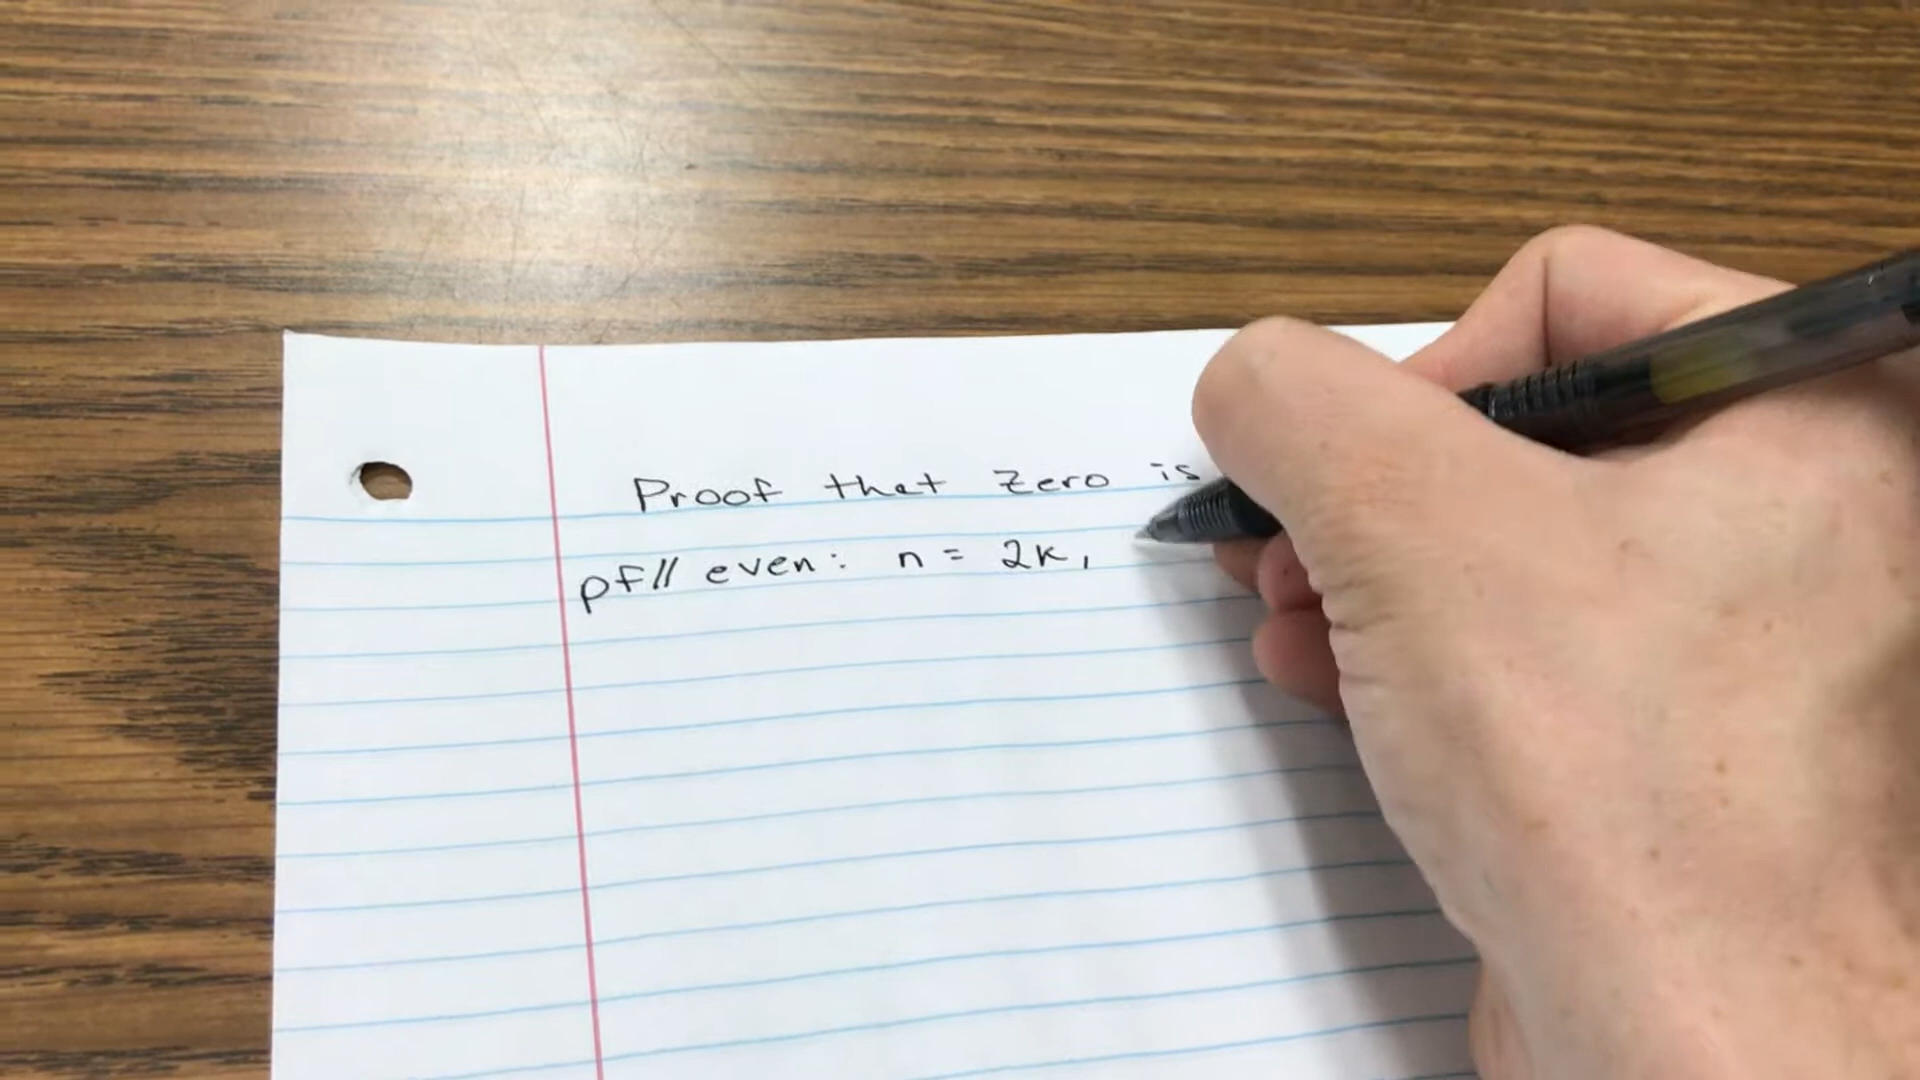 Proof that Zero is
pf// even: n = 2k,